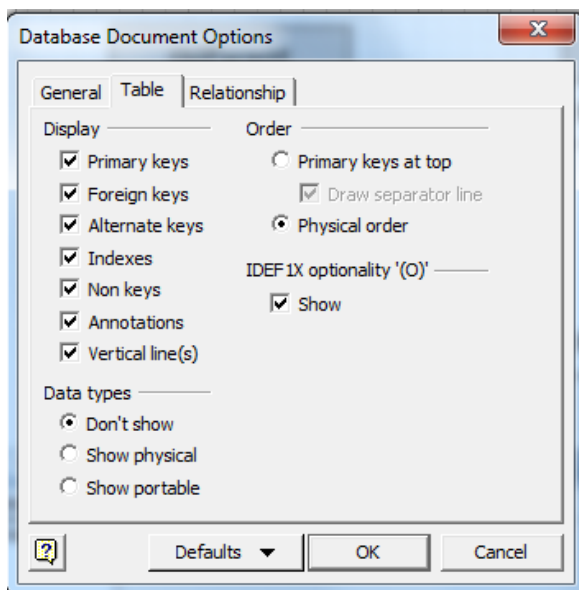 Database Document Options
General Table Relationship
Display
Primary keys
Foreign keys
Alternate keys
Indexes
Non keys
Annotations
Vertical line(s)
Data types
Don't show
Show physical
Show portable
Order
Primary keys at top
Draw separator line
Physical order
IDEF1X optionality '(O)'
Show
Defaults OK Cancel